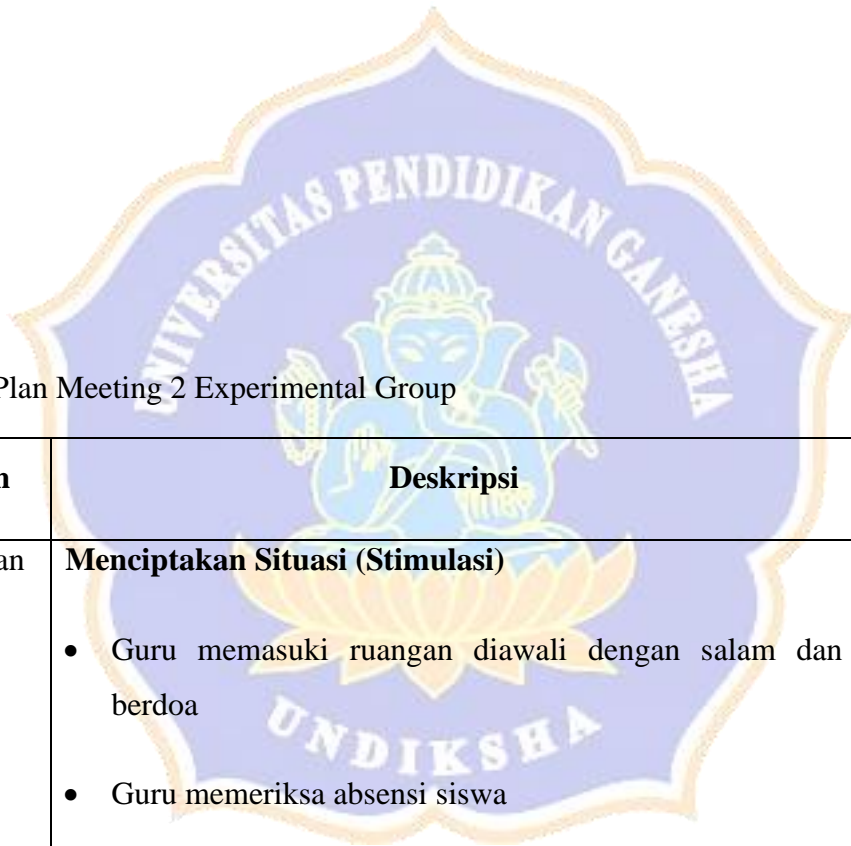 UNIVERSITAS PENDIDIKAN GANESHA
Plan Meeting 2 Experimental Group
n Deskripsi
an Menciptakan Situasi (Stimulasi)
• Guru memasuki ruangan diawali dengan salam dan
berdoa
UNDIKSHA
• Guru memeriksa absensi siswa